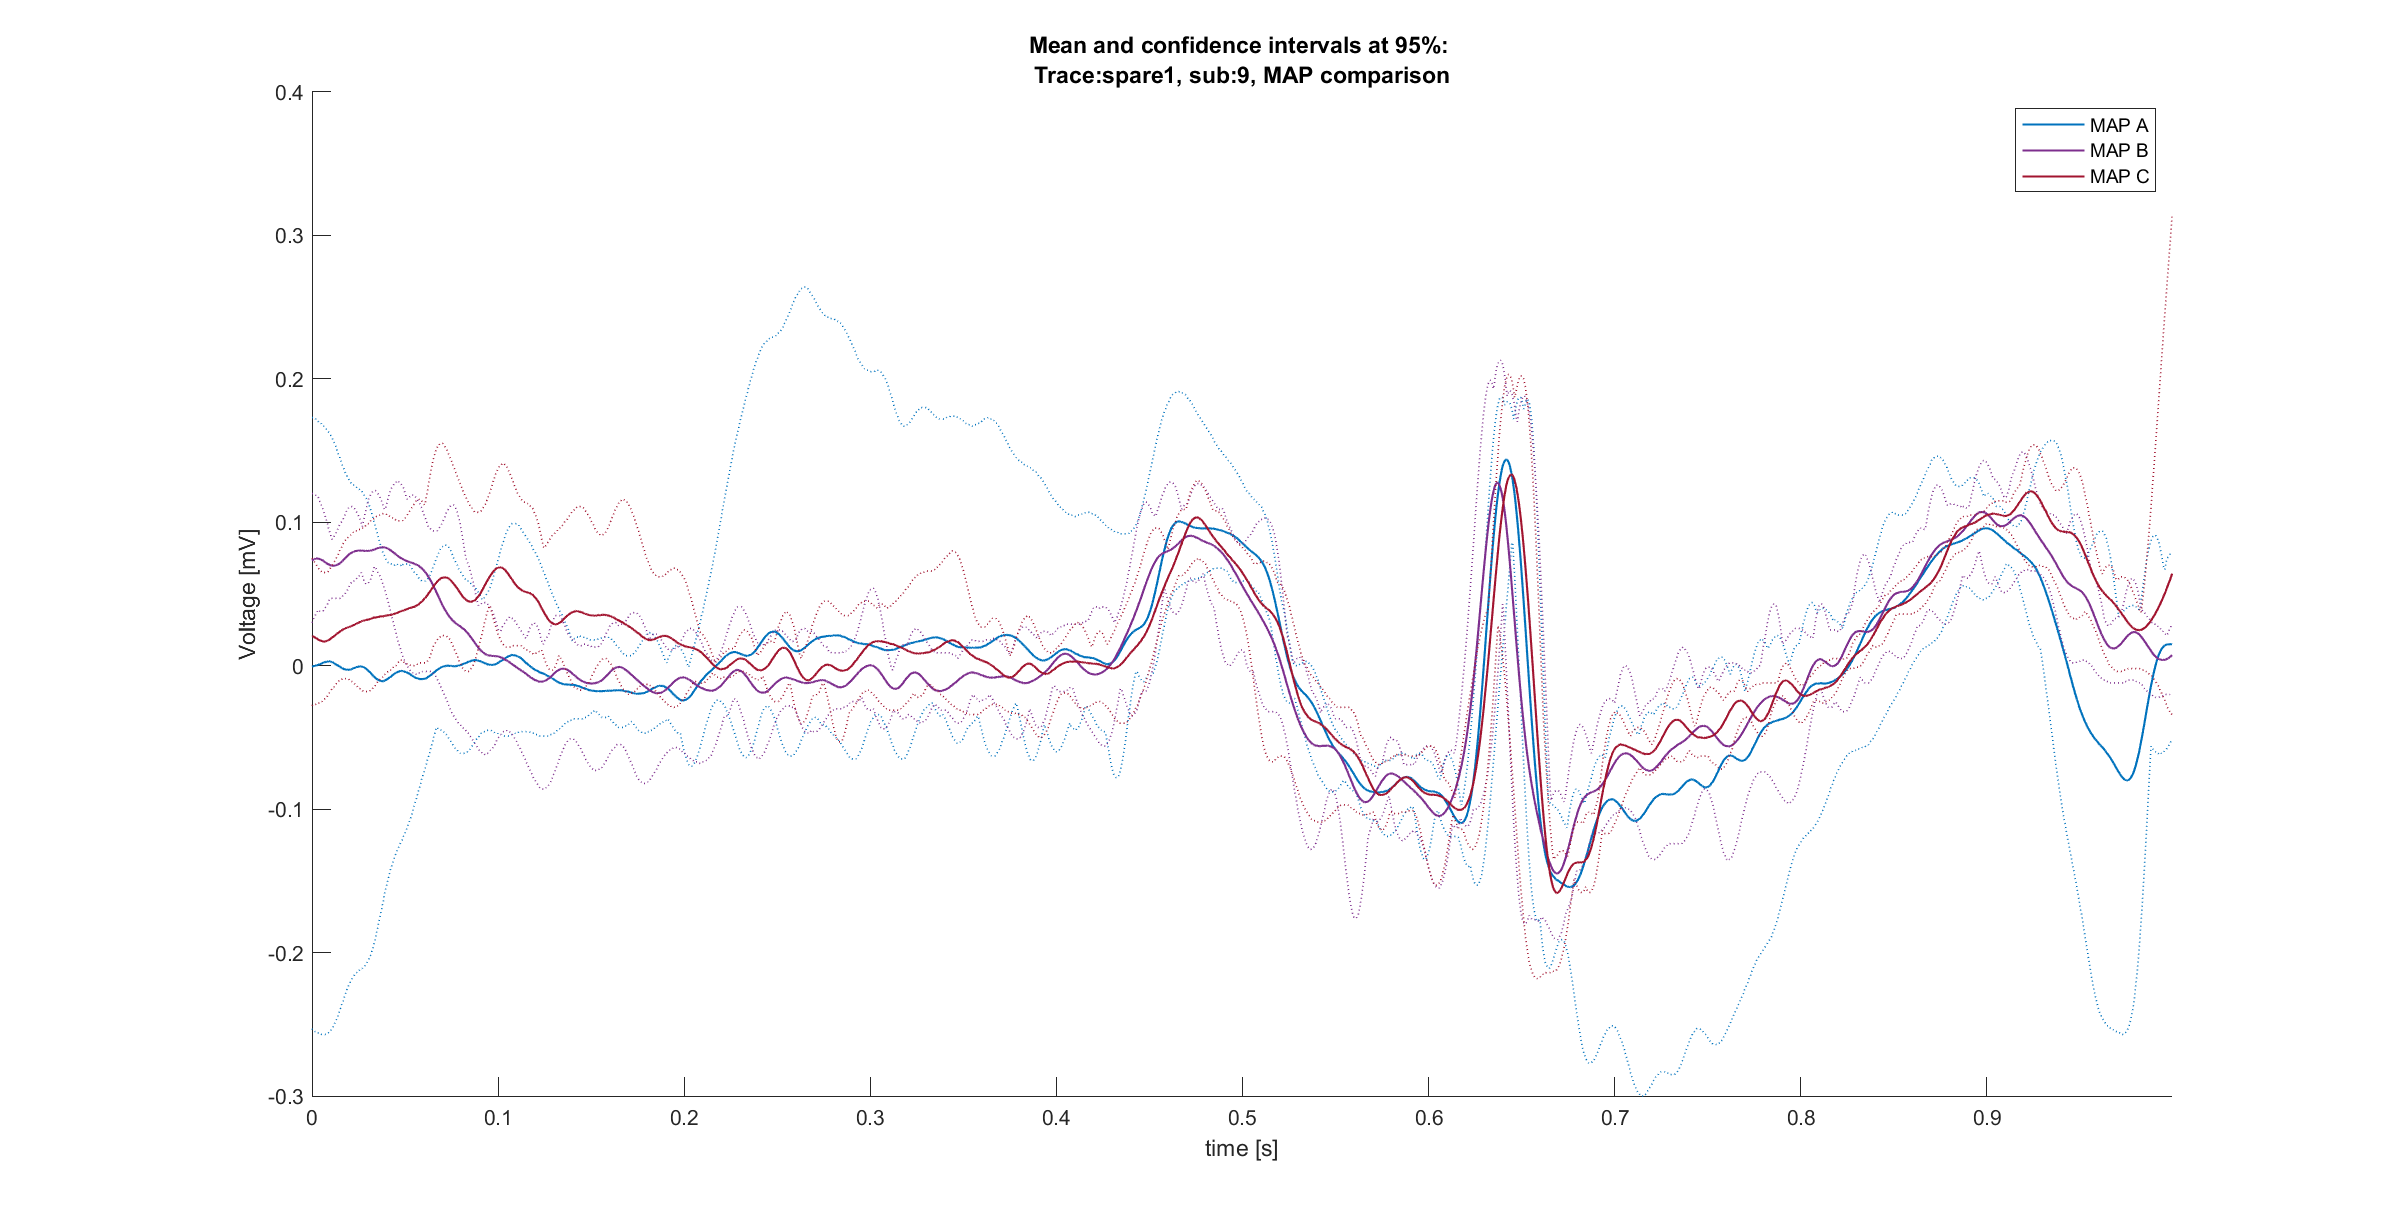 Mean and confidence intervals at 95%:
Trace:spare1, sub:9, MAP comparison
MAP A
MAP B
MAP C
0.4
0.3
0.2
0.1
0
-0.1
-0.2
-0.3
Voltage [mV]
0
0.1
0.2
0.3
0.4
0.5
0.6
0.7
0.8
0.9
time [s]